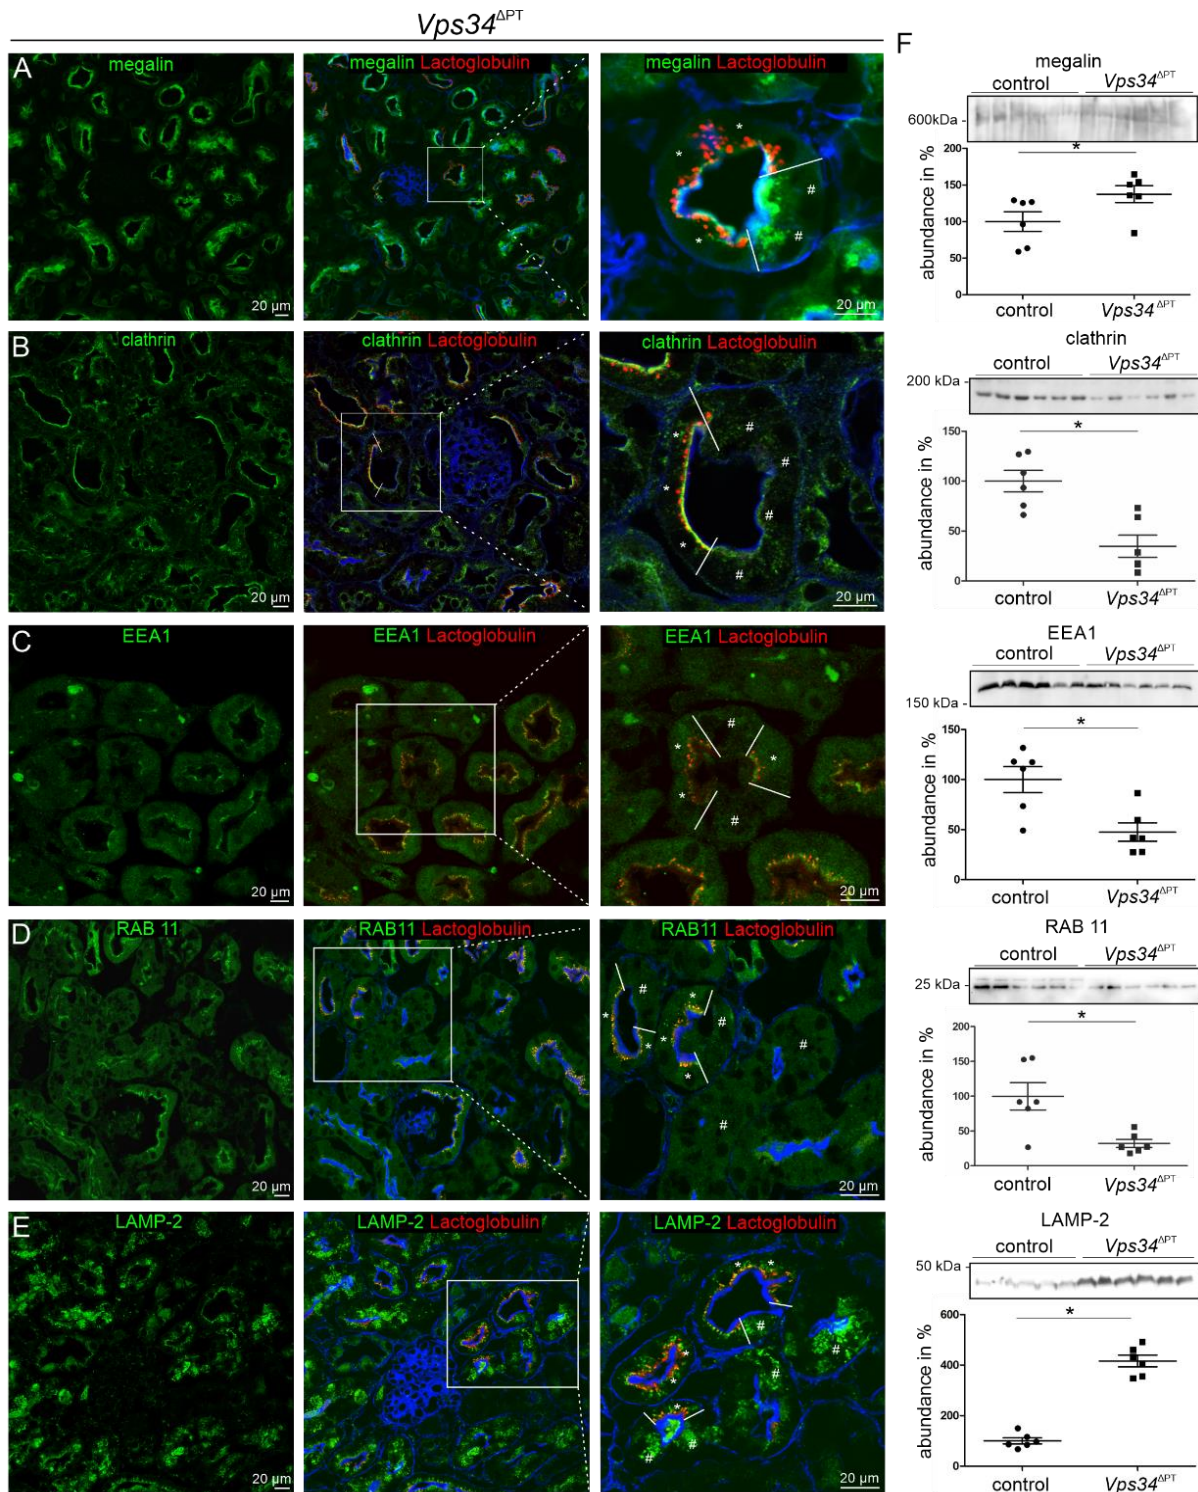 Vps34ΔPT
A
megalin
20 µm
megalin Lactoglobulin
megalin Lactoglobulin
*
*
*
#
#
20 µm
B
clathrin
20 µm
clathrin Lactoglobulin
clathrin Lactoglobulin
*
*
*
#
#
#
#
20 µm
C
EEA1
20 µm
EEA1 Lactoglobulin
20 µm
EEA1 Lactoglobulin
#
*
*
*
#
20 µm
D
RAB 11
20 µm
RAB11 Lactoglobulin
20 µm
RAB11 Lactoglobulin
#
*
*
*
*
*
#
#
#
20 µm
E
LAMP-2
20 µm
LAMP-2 Lactoglobulin
20 µm
LAMP-2 Lactoglobulin
*
*
#
#
*
#
*
#
#
20 µm
F
megalin
control Vps34ΔPT
600kDa -
*
abundance in %
200
150
100
50
0
control Vps34ΔPT
clathrin
control Vps34ΔPT
200 kDa -
*
abundance in %
150
100
50
0
control Vps34ΔPT
EEA1
control Vps34ΔPT
150 kDa -
*
abundance in %
150
100
50
0
control Vps34ΔPT
RAB 11
control Vps34ΔPT
25 kDa -
*
abundance in %
200
150
100
50
0
control Vps34ΔPT
LAMP-2
control Vps34ΔPT
50 kDa -
*
abundance in %
600
400
200
0
control Vps34ΔPT